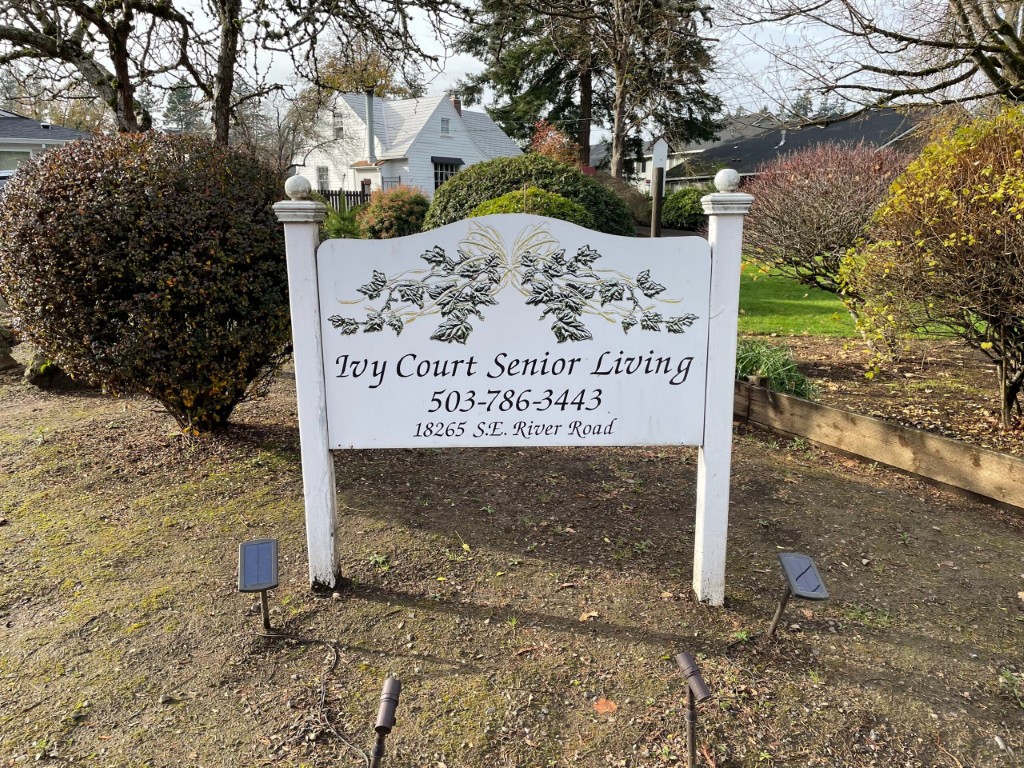 Ivy Court Senior Living
503-786-3443
18265 S.E. River Road